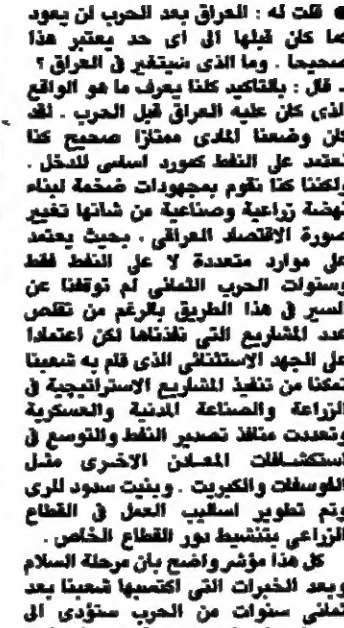 ● قلت له : العراق بعد الحرب لن يعود
كما كان قبلها الى اى حد يعتبر هذا
صحيحا . وما الذى سيتغير فى العراق ؟
ـ قال : بالتاكيد كلنا يعرف ما هو الواقع
الذى كان عليه العراق قبل الحرب . لقد
كان وضعنا المادى ممتازا صحيح كنا
نعتمد على النفط كمورد اساسى للدخل .
ولكننا كنا نقوم بمجهودات ضخمة لبناء
نهضة زراعية وصناعية من شانها تغيير
صورة الاقتصاد العراقى . بحيث يعتمد
على موارد متعددة لا على النفط فقط
وسنوات الحرب الثمانى لم توقفنا عن
السير فى هذا الطريق بالرغم من تقلص
عدد المشاريع التى نفذناها لكن اعتمادا
على الجهد الاستثنائى الذى قام به شعبنا
تمكنا من تنفيذ المشاريع الاستراتيجية فى
الزراعة والصناعة المدنية والعسكرية
وتعددت منافذ تصدير النفط والتوسع فى
استكشافات المعادن الاخرى مثل
الفوسفات والكبريت . وبنيت سدود للرى
وتم تطوير اساليب العمل فى القطاع
الزراعى بتنشيط دور القطاع الخاص .
كل هذا مؤشر واضح بان مرحلة السلام
وبعد الخبرات التى اكتسبها شعبنا بعد
ثمانى سنوات من الحرب ستؤدى الى